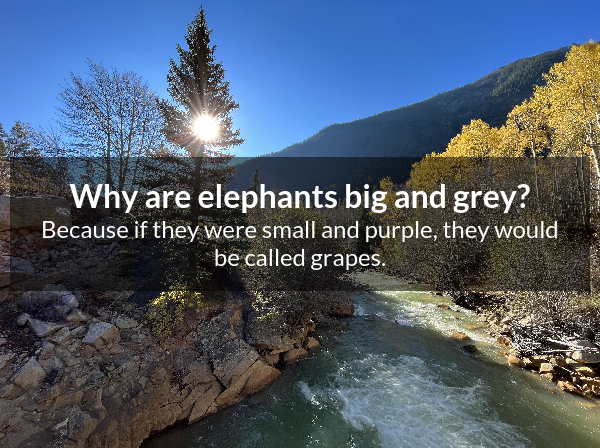 Why are elephants big and grey?
Because if they were small and purple, they would
be called grapes.